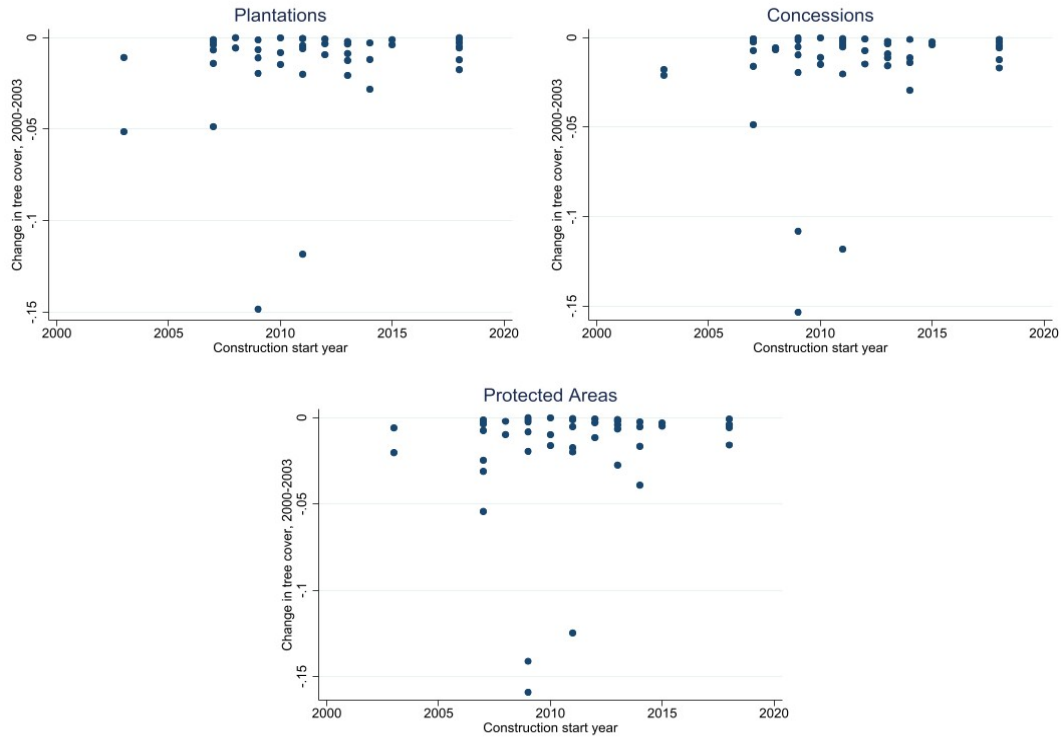 Plantations
Change in tree cover, 2000-2003
0
-.05
-.1
-.15
2000 2005 2010 2015 2020
Construction start year
Concessions
Change in tree cover, 2000-2003
0
-.05
-.1
-.15
2000 2005 2010 2015 2020
Construction start year
Protected Areas
Change in tree cover, 2000-2003
0
-.05
-.1
-.15
2000 2005 2010 2015 2020
Construction start year